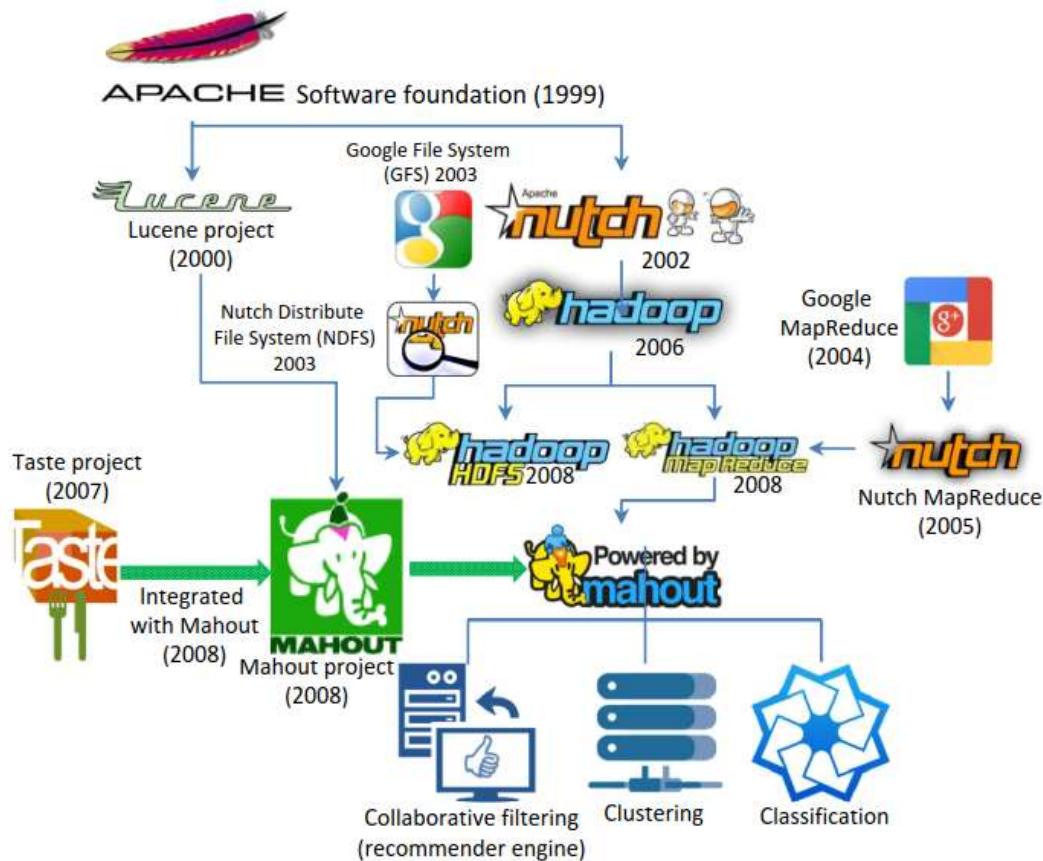 APACHE Software foundation (1999)
Google File System
(GFS) 2003
Lucene
Lucene project
(2000)
g
Apache
nutch
2002
Nutch Distribute
File System (NDFS)
2003
nutch
hadoop
2006
Google
MapReduce
(2004)
g+
hadoop
HDFS 2008
hadoop
Map Reduce
2008
nutch
Nutch MapReduce
(2005)
Taste project
(2007)
Taste
Integrated
with Mahout
(2008)
MAHOUT
Mahout project
(2008)
Powered by
mahout
Collaborative filtering
(recommender engine)
Clustering
Classification